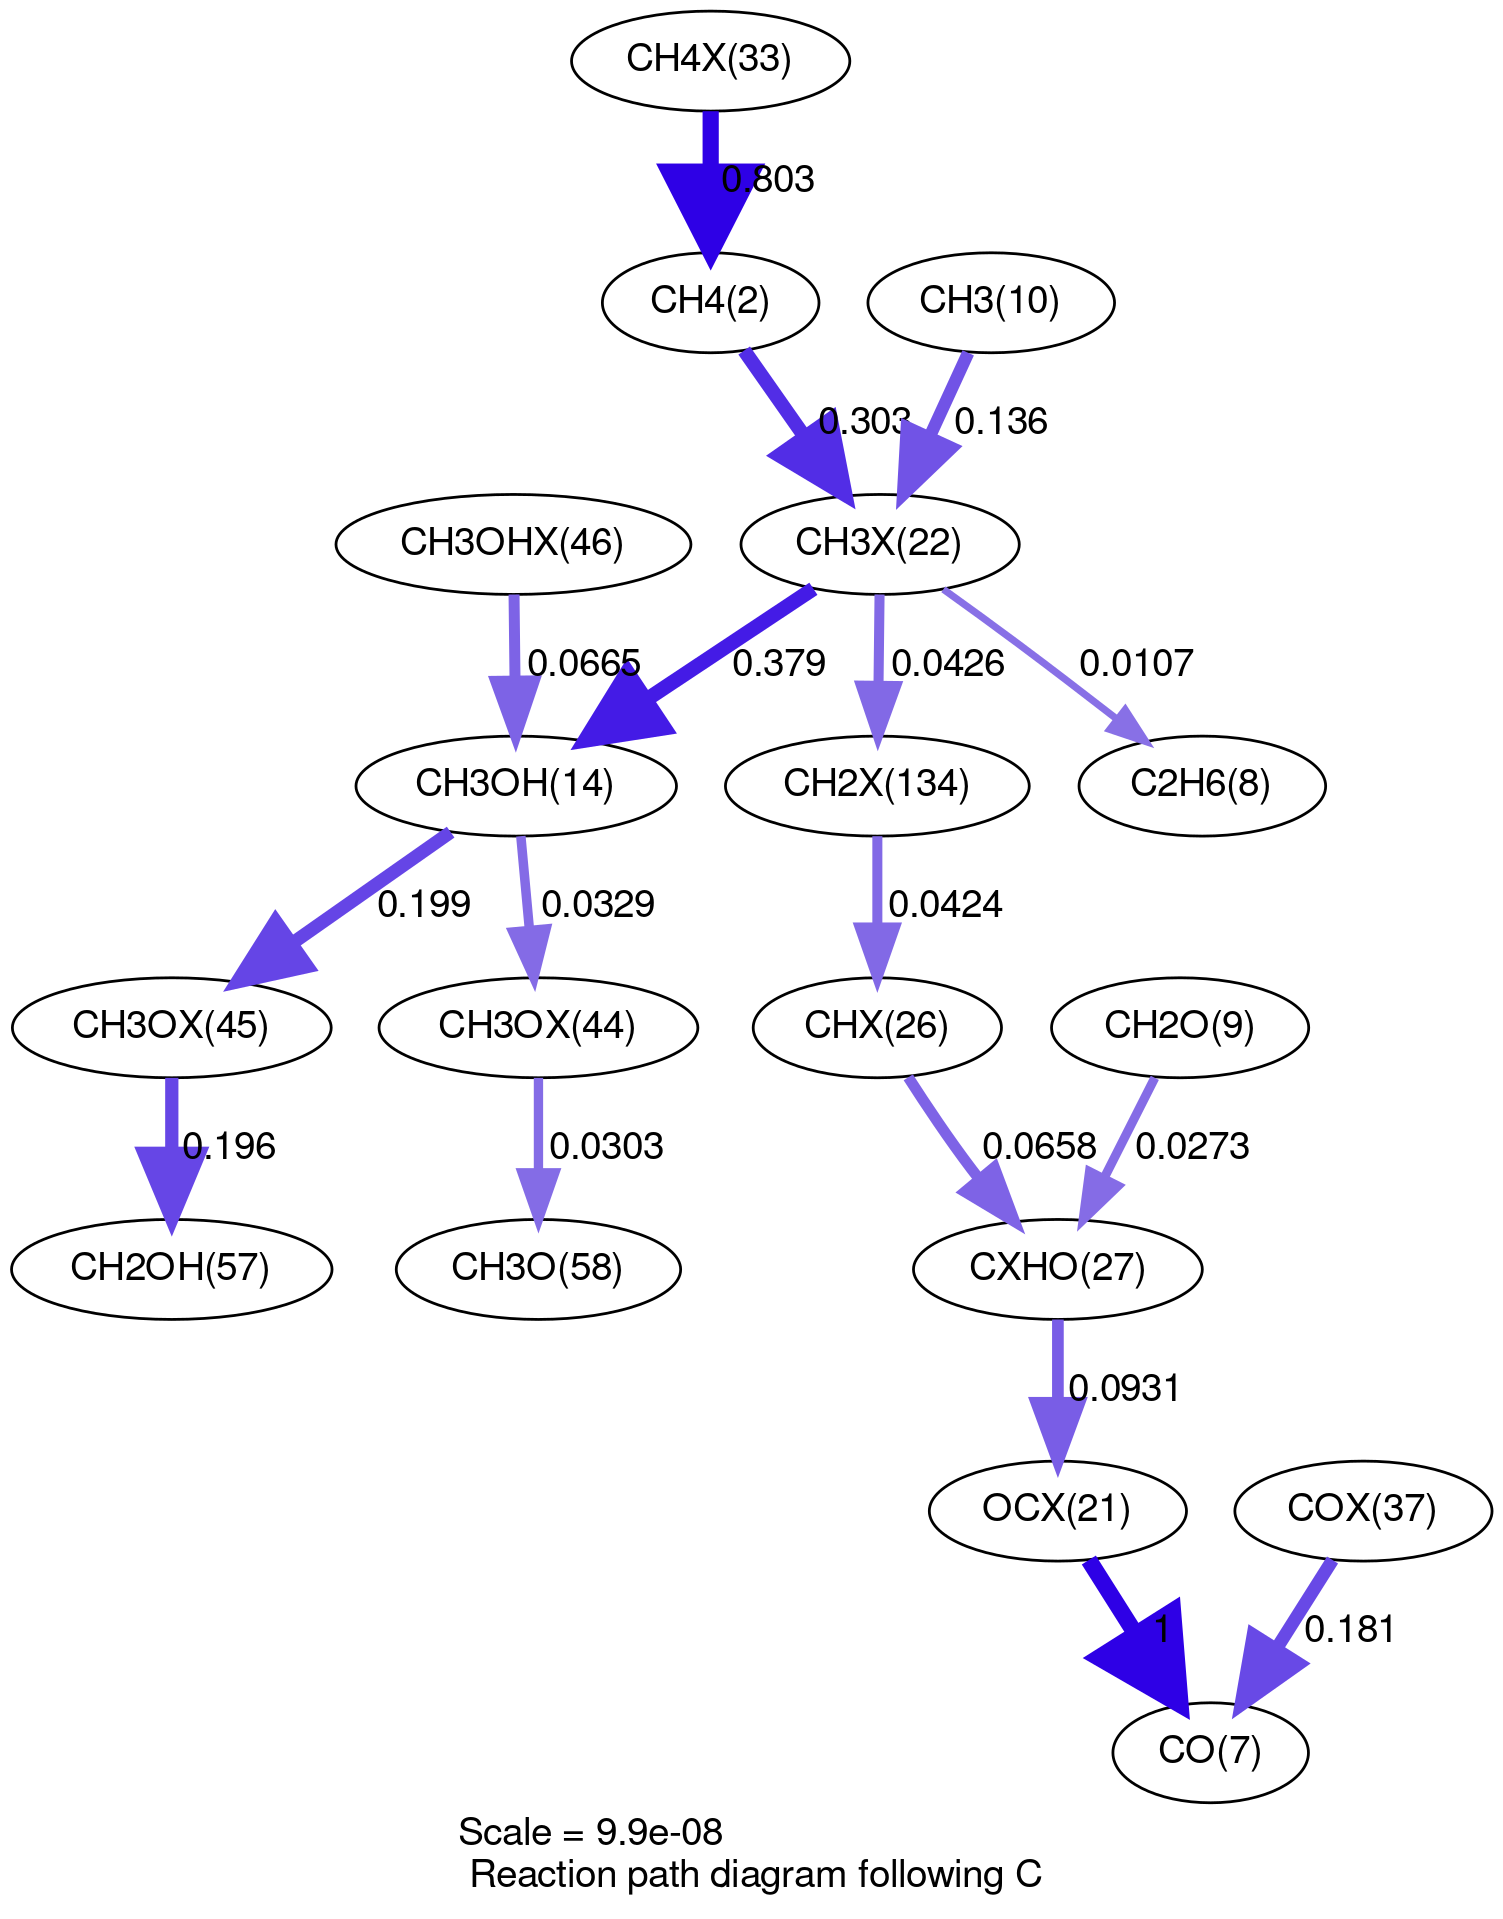 CH4X(33)
0.803
CH4(2)
CH3(10)
0.303
0.136
CH3OHX(46)
CH3X(22)
0.0665
0.379
0.0426
0.0107
CH3OH(14)
CH2X(134)
C2H6(8)
0.199
0.0329
0.0424
CH3OX(45)
CH3OX(44)
CHX(26)
CH2O(9)
0.196
0.0303
0.0658
0.0273
CH2OH(57)
CH3O(58)
CXHO(27)
0.0931
OCX(21)
COX(37)
1
0.181
CO(7)
Scale = 9.9e-08
Reaction path diagram following C